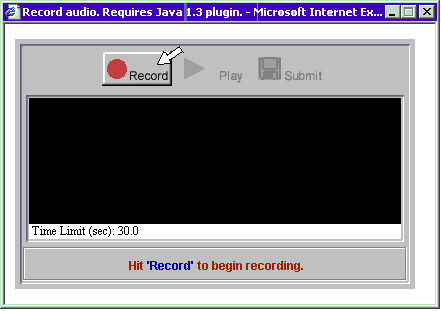 Record audio. Requires Java 1.3 plugin. - Microsoft Internet Ex...
Record Play Submit
Time Limit (sec): 30.0
Hit 'Record' to begin recording.